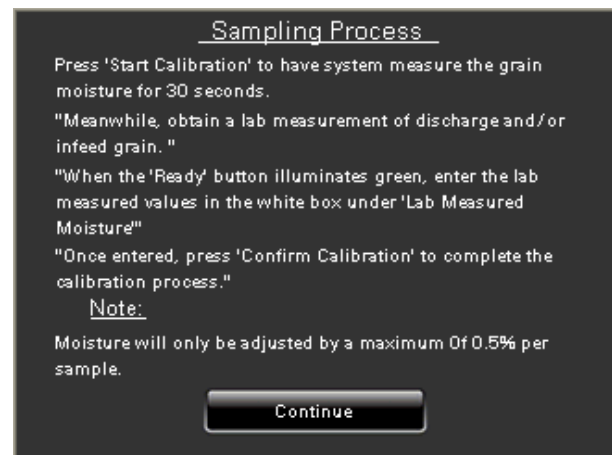 Sampling Process
Press 'Start Calibration' to have system measure the grain
moisture for 30 seconds.
"Meanwhile, obtain a lab measurement of discharge and/or
infeed grain. "
"When the 'Ready' button illuminates green, enter the lab
measured values in the white box under 'Lab Measured
Moisture'"
"Once entered, press 'Confirm Calibration' to complete the
calibration process."
Note:
Moisture will only be adjusted by a maximum 0f 0.5% per
sample.
Continue